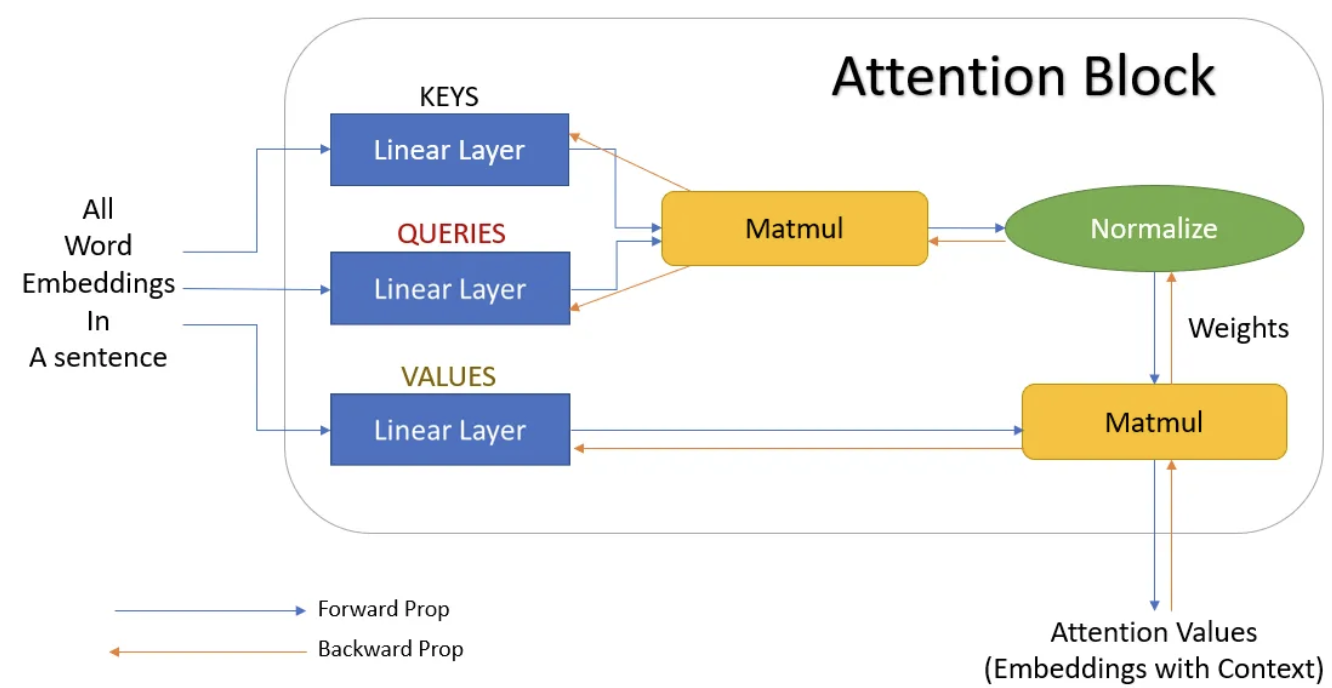 Attention Block
KEYS
Linear Layer
All
Word
Embeddings
In
A sentence
QUERIES
Linear Layer
Matmul
Normalize
Weights
VALUES
Linear Layer
Matmul
Forward Prop
Backward Prop
Attention Values
(Embeddings with Context)